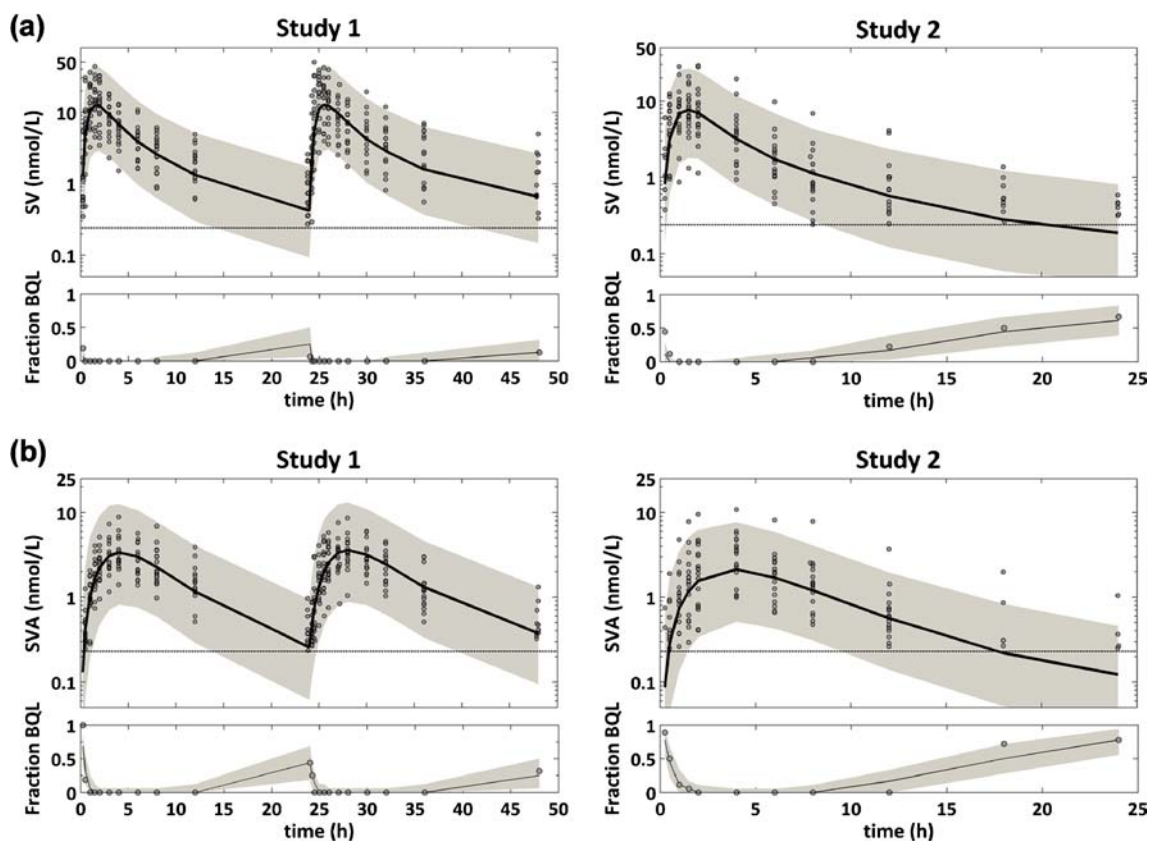 (a)
Study 1
Study 2
SV (nmol/L)
50
10
1
0.1
SV (nmol/L)
50
10
1
0.1
Fraction BQL
1
0.5
0
0 5 10 15 20 25 30 35 40 45 50
time (h)
Fraction BQL
1
0.5
0
0 5 10 15 20 25
time (h)
(b)
Study 1
Study 2
SVA (nmol/L)
25
10
1
0.1
SVA (nmol/L)
25
10
1
0.1
Fraction BQL
1
0.5
0
0 5 10 15 20 25 30 35 40 45 50
time (h)
Fraction BQL
1
0.5
0
0 5 10 15 20 25
time (h)